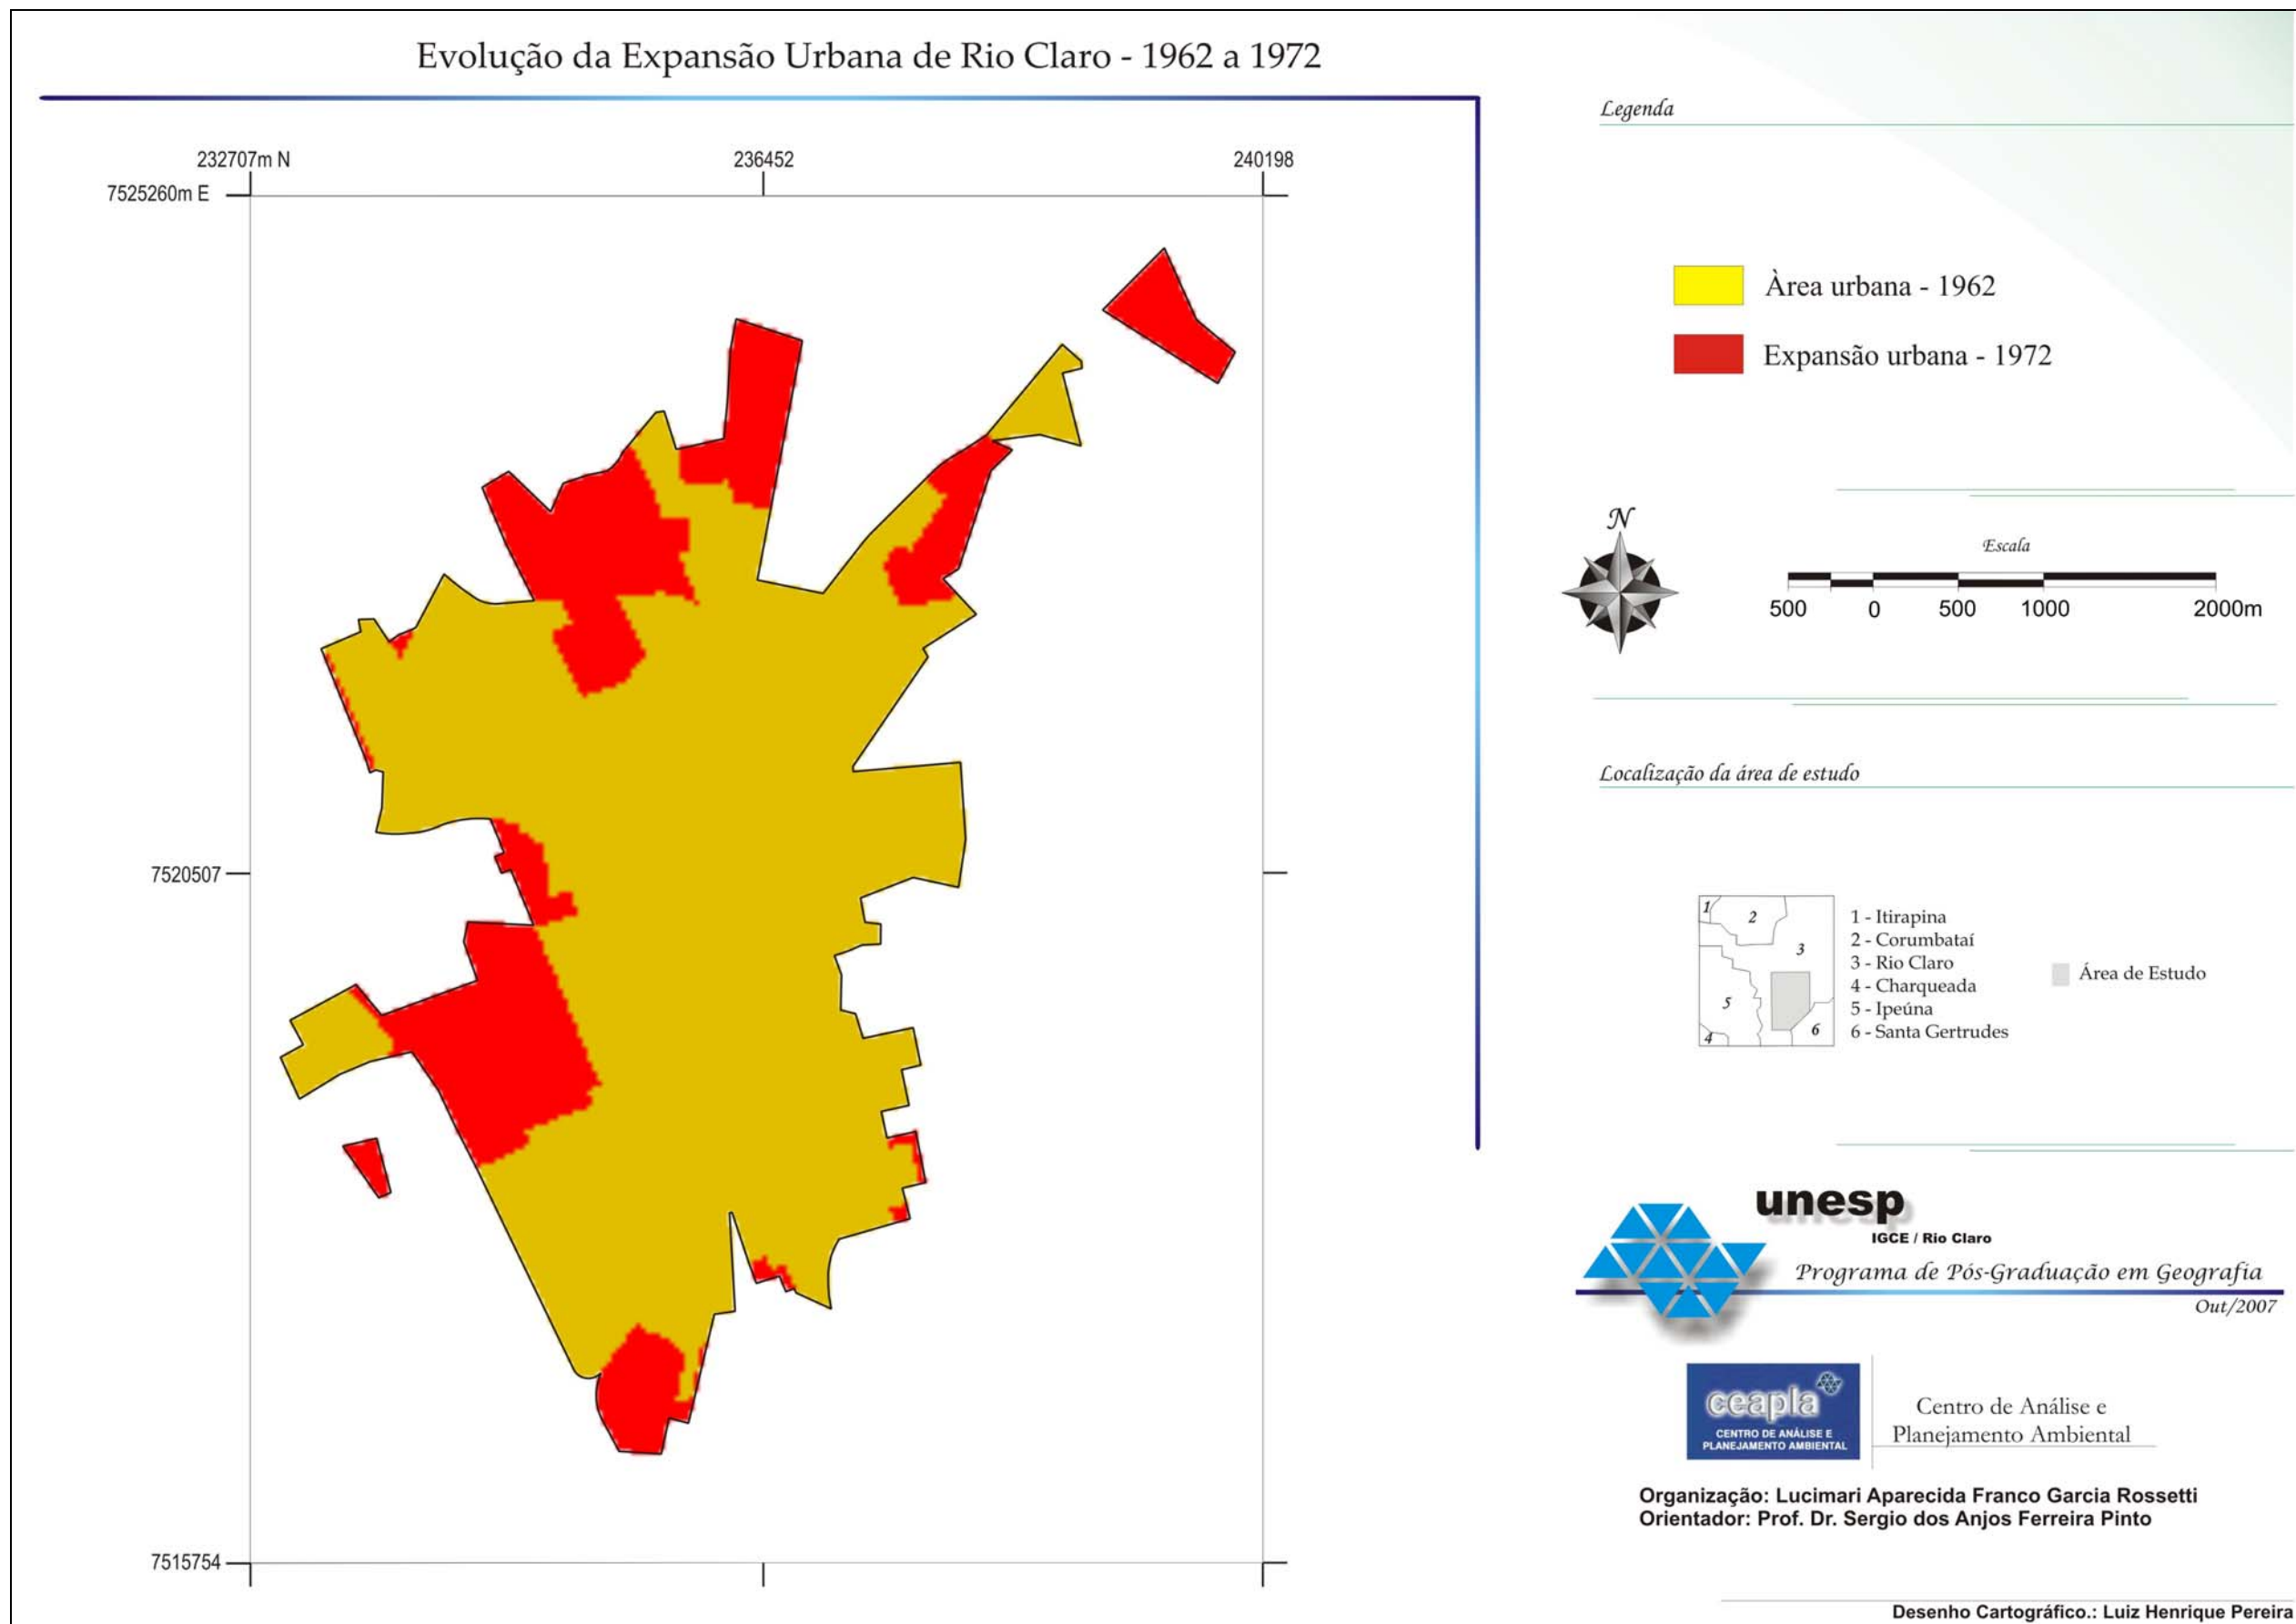 Evolução da Expansão Urbana de Rio Claro - 1962 a 1972
232707m N
236452
240198
7525260m E
7520507
7515754
Legenda
Àrea urbana - 1962
Expansão urbana - 1972
N
Escala
500 0 500 1000 2000m
Localização da área de estudo
1
2
3
4
5
6
1 - Itirapina
2 - Corumbataí
3 - Rio Claro
4 - Charqueada
5 - Ipeúna
6 - Santa Gertrudes
Área de Estudo
unesp
IGCE / Rio Claro
Programa de Pós-Graduação em Geografia
Out/2007
ceapla
CENTRO DE ANÁLISE E
PLANEJAMENTO AMBIENTAL
Centro de Análise e
Planejamento Ambiental
Organização: Lucimari Aparecida Franco Garcia Rossetti
Orientador: Prof. Dr. Sergio dos Anjos Ferreira Pinto
Desenho Cartográfico.: Luiz Henrique Pereira